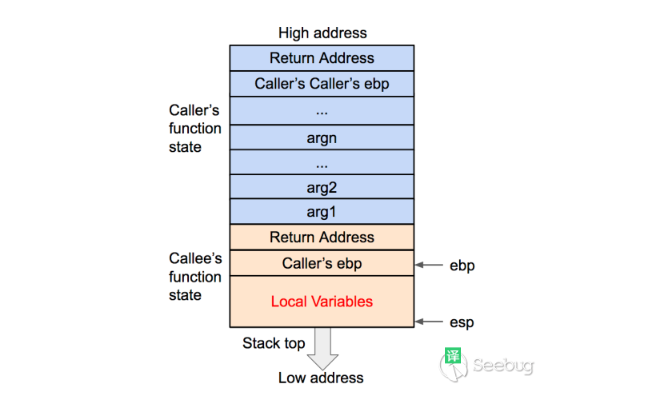 High address
Return Address
Caller's Caller's ebp
...
Caller's
function
state
argn
...
arg2
arg1
Return Address
Callee's
function
state
Caller's ebp
ebp
Local Variables
esp
Stack top
Low address
译
Seebug